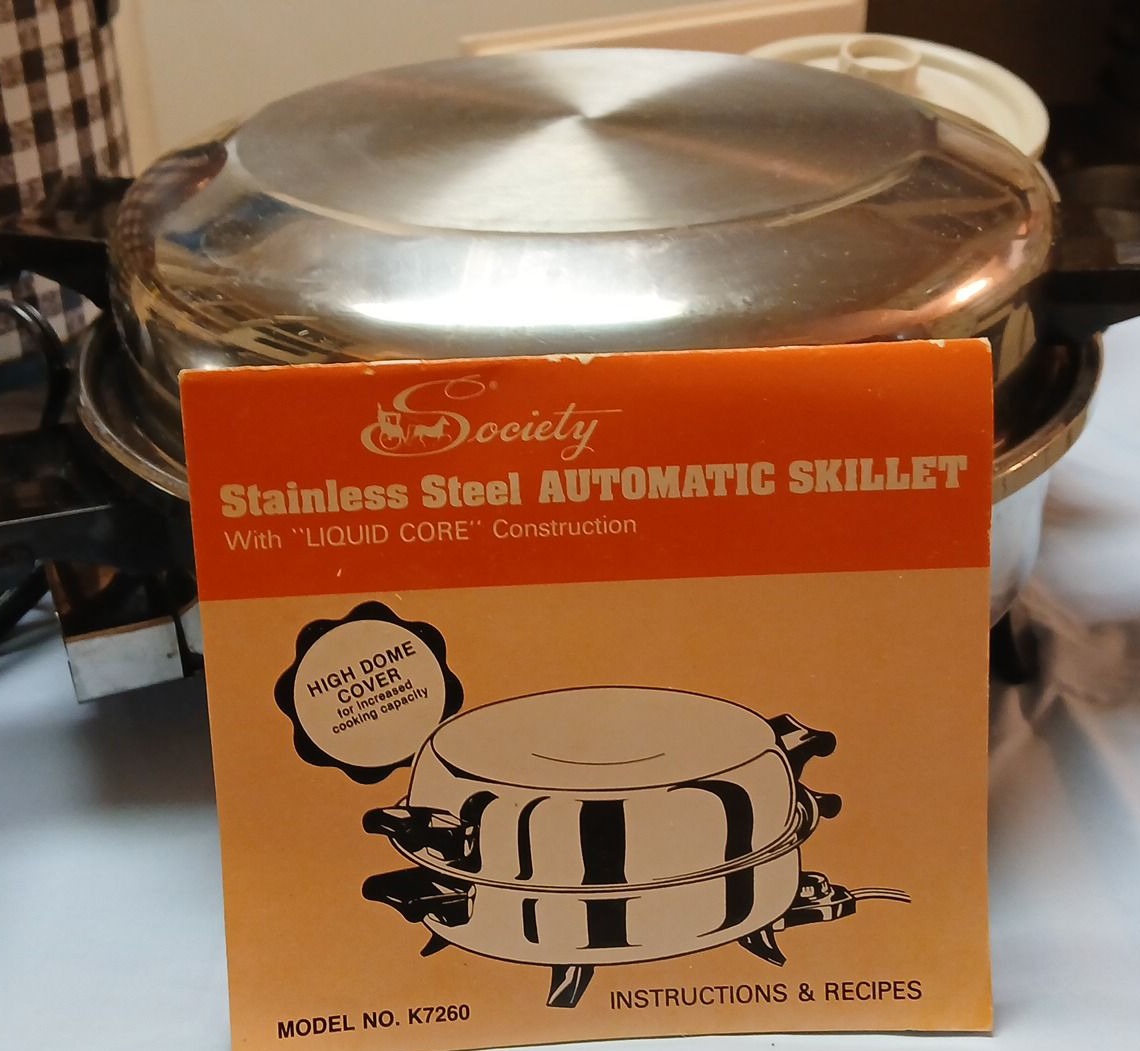 Society®
Stainless Steel AUTOMATIC SKILLET
With "LIQUID CORE" Construction
HIGH DOME
COVER
for increased
cooking capacity
INSTRUCTIONS & RECIPES
MODEL NO. K7260